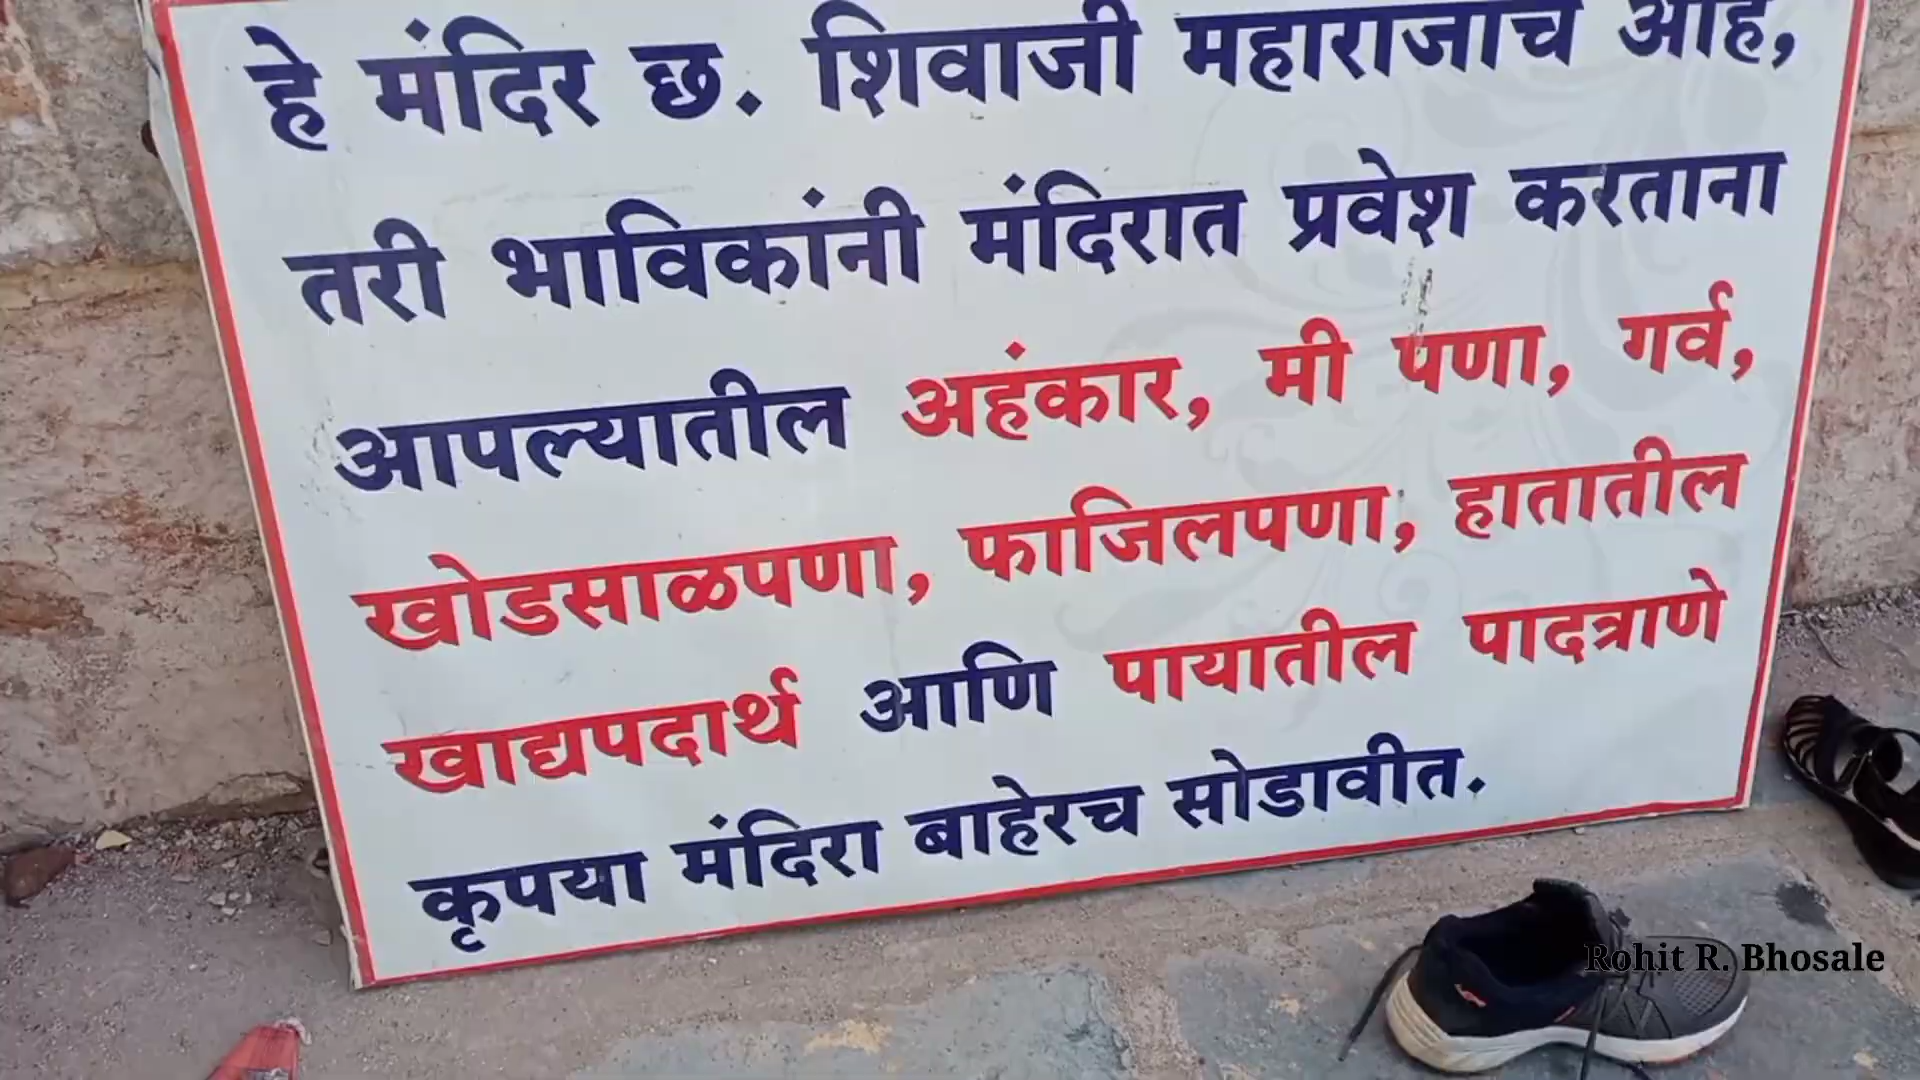 हे मंदिर छ. शिवाजी महाराजांचे आहे,
तरी भाविकांनी मंदिरात प्रवेश करताना
आपल्यातील अहंकार, मी पणा, गर्व,
खोडसाळपणा, फाजिलपणा, हातातील
खाद्यपदार्थ आणि पायातील पादत्राणे
कृपया मंदिरा बाहेरच सोडावीत.
Rohit R. Bhosale